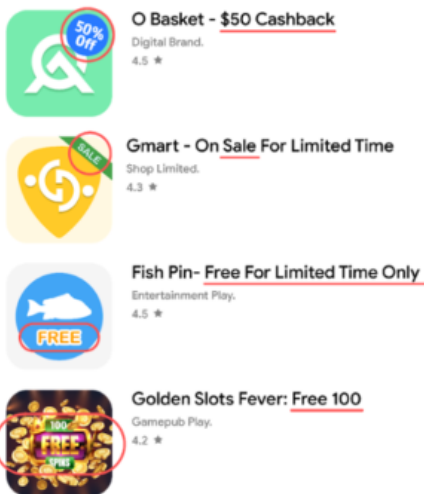 50%
Off
O Basket - $50 Cashback
Digital Brand.
4.5 ★
SALE
Gmart - On Sale For Limited Time
Shop Limited.
4.3 ★
Fish Pin- Free For Limited Time Only
Entertainment Play.
4.5 ★
FREE
Golden Slots Fever: Free 100
Gamepub Play.
4.2 ★
100
FREE
SPINS